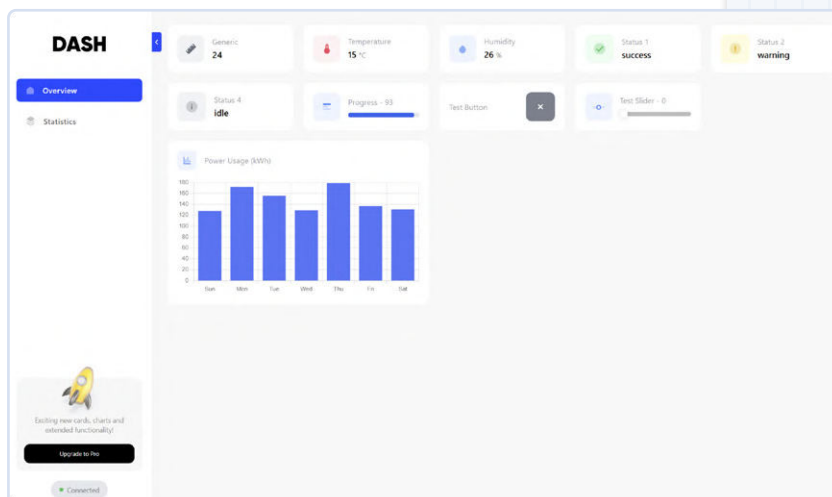 DASH
Overview
Statistics
Generic
24
Temperature
15 °C
Humidity
26 %
Status 1
success
Status 2
warning
Status 4
idle
Progress - 93
Test Button
Test Slider - 0
Power Usage (kWh)
180
160
140
120
100
80
60
40
20
0
Sun Mon Tue Wed Thu Fri Sat
Exciting new cards, charts and
extended functionality!
Upgrade to Pro
Connected